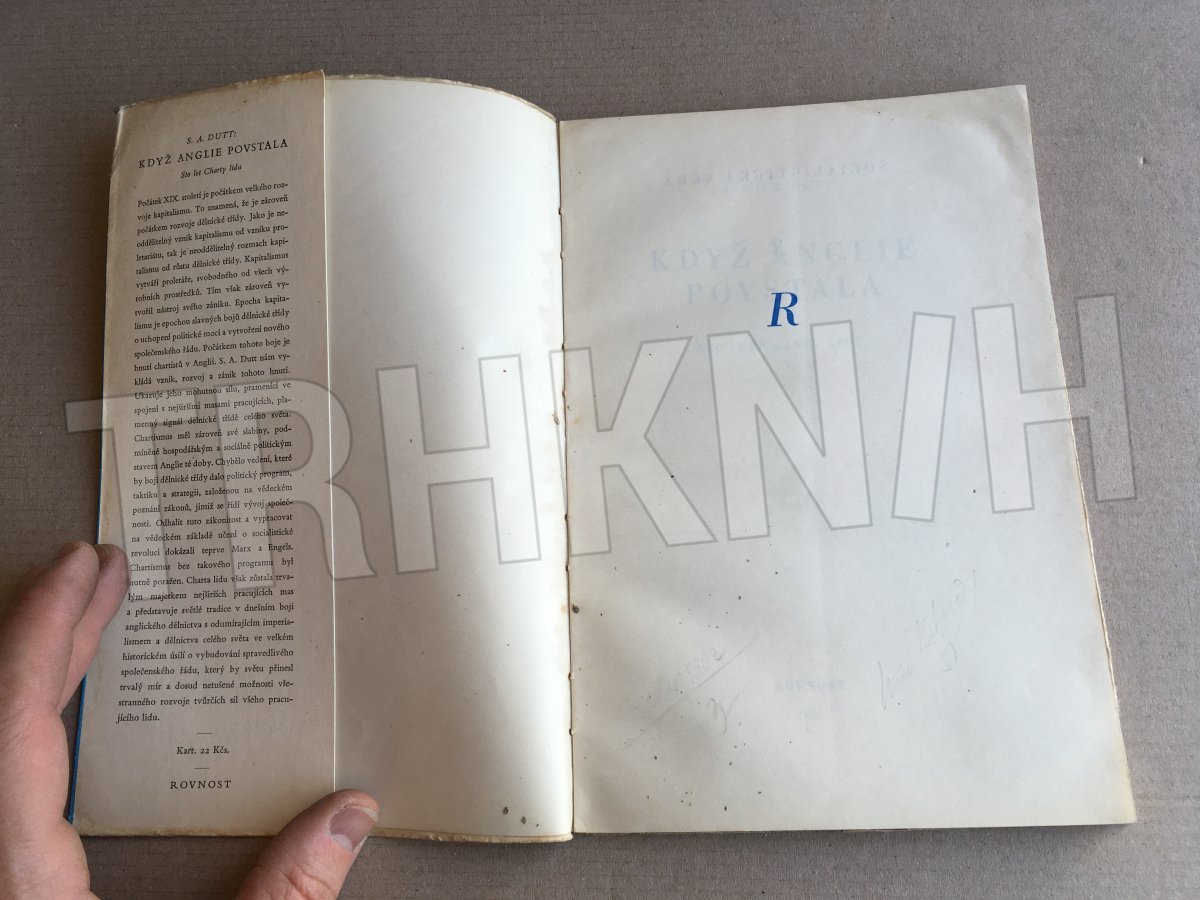 S. A. DUTT:
KDYŽ ANGLIE POVSTALA
Sto let Charty lidu
Počátek XIX. století je počátkem velkého roz-
voje kapitalismu. To znamená, že je zároveň
počátkem rozvoje dělnické třídy. Jako je ne-
oddělitelný vznik kapitalismu od vzniku pro-
letariátu, tak je neoddělitelný rozmach kapi-
talismu od růstu dělnické třídy. Kapitalismus
vytváří proletáře, svobodného od všech vý-
robních prostředků. Tím však zároveň vy-
tvořil nástroj svého zániku. Epocha kapita-
lismu je epochou slavných bojů dělnické třídy
o uchopení politické moci a vytvoření nového
společenského řádu. Počátkem tohoto boje je
hnutí chartistů v Anglii. S. A. Dutt nám vy-
kládá vznik, rozvoj a zánik tohoto hnutí.
Ukazuje jeho mohutnou sílu, pramenící ve
spojení s nejširšími masami pracujících, pla-
menný signál dělnické třídě celého světa.
Chartismus měl zároveň své slabiny, pod-
míněné hospodářským a sociálně politickým
stavem Anglie té doby. Chybělo vedení, které
by boji dělnické třídy dalo politický program,
taktiku a strategii, založenou na vědeckém
poznání zákonů, jimiž se řídí vývoj společ-
nosti. Odhalit tuto zákonitost a vypracovat
na vědeckém základě učení o socialistické
revoluci dokázali teprve Marx a Engels.
Chartismus bez takového programu byl
nutně poražen. Charta lidu však zůstala trva-
lým majetkem nejširších pracujících mas
a představuje světlé tradice v dnešním boji
anglického dělnictva s odumírajícím imperia-
lismem a dělnictva celého světa ve velkém
historickém úsilí o vybudování spravedlivého
společenského řádu, který by světu přinesl
trvalý mír a dosud netušené možnosti vše-
stranného rozvoje tvůrčích sil všeho pracu-
jícího lidu.
Kart. 22 Kčs.
ROVNOST
SOCIALISTICKÁ VĚDA
KDYŽ ANGLIE
POVSTALA
R
ROVNOST
TRHKNIH